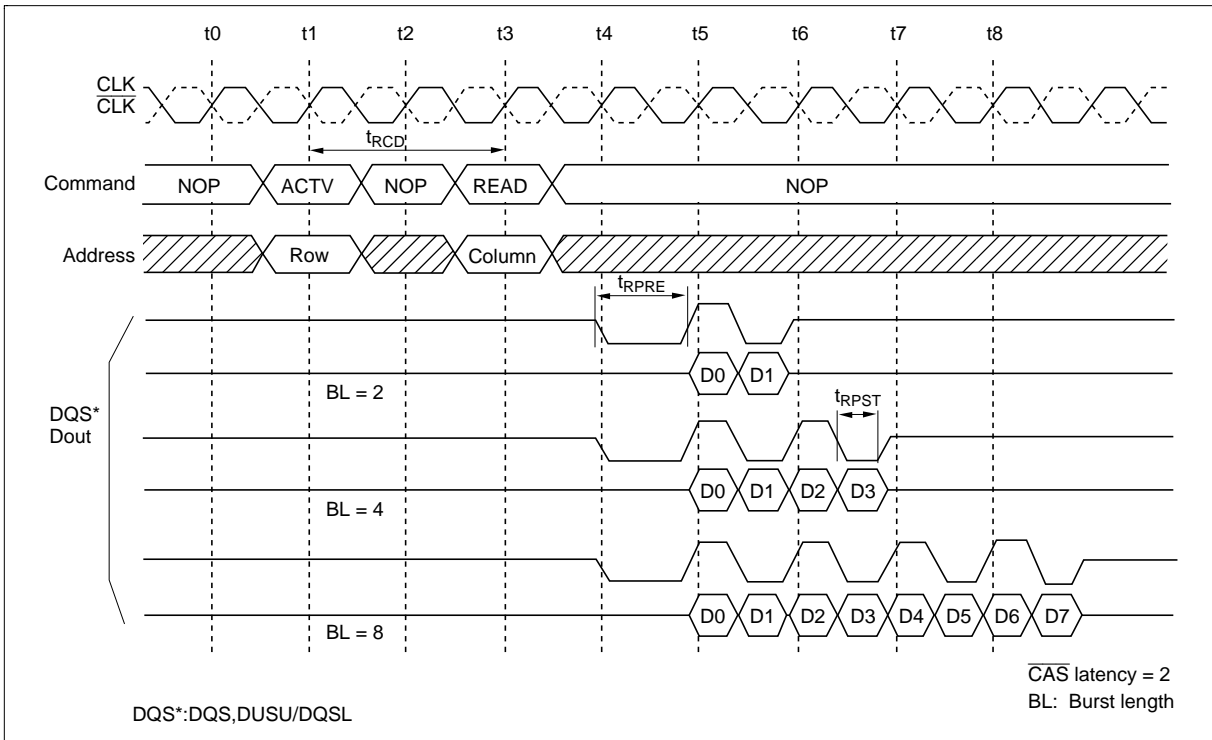 t0 t1 t2 t3 t4 t5 t6 t7 t8
CLK
CLK
tRCD
Command NOP ACTV NOP READ NOP
Address Row Column
tRPRE
D0 D1
BL = 2
DQS*
Dout
tRPST
D0 D1 D2 D3
BL = 4
D0 D1 D2 D3 D4 D5 D6 D7
BL = 8
CAS latency = 2
BL: Burst length
DQS*:DQS,DUSU/DQSL